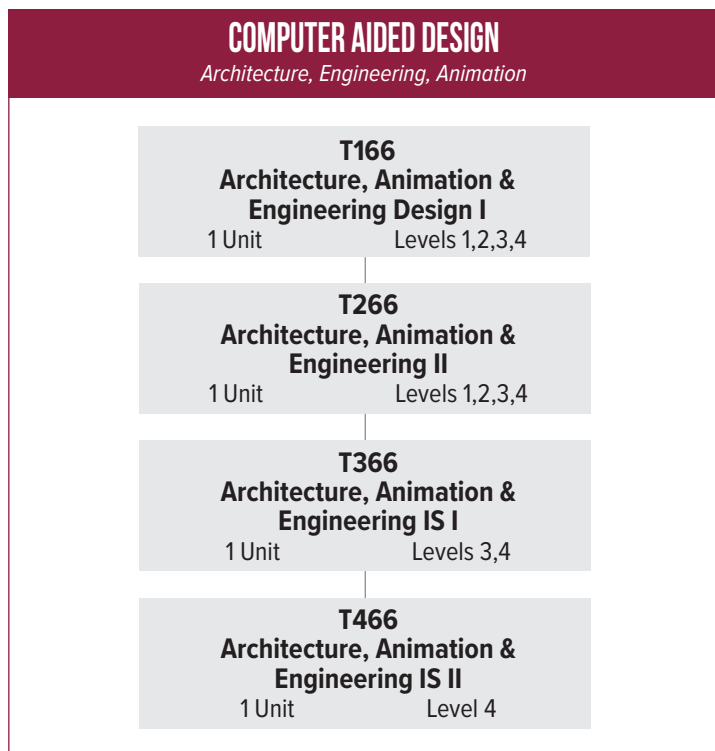 COMPUTER AIDED DESIGN
Architecture, Engineering, Animation
T166
Architecture, Animation &
Engineering Design I
1 Unit Levels 1,2,3,4
T266
Architecture, Animation &
Engineering II
1 Unit Levels 1,2,3,4
T366
Architecture, Animation &
Engineering IS I
1 Unit Levels 3,4
T466
Architecture, Animation &
Engineering IS II
1 Unit Level 4